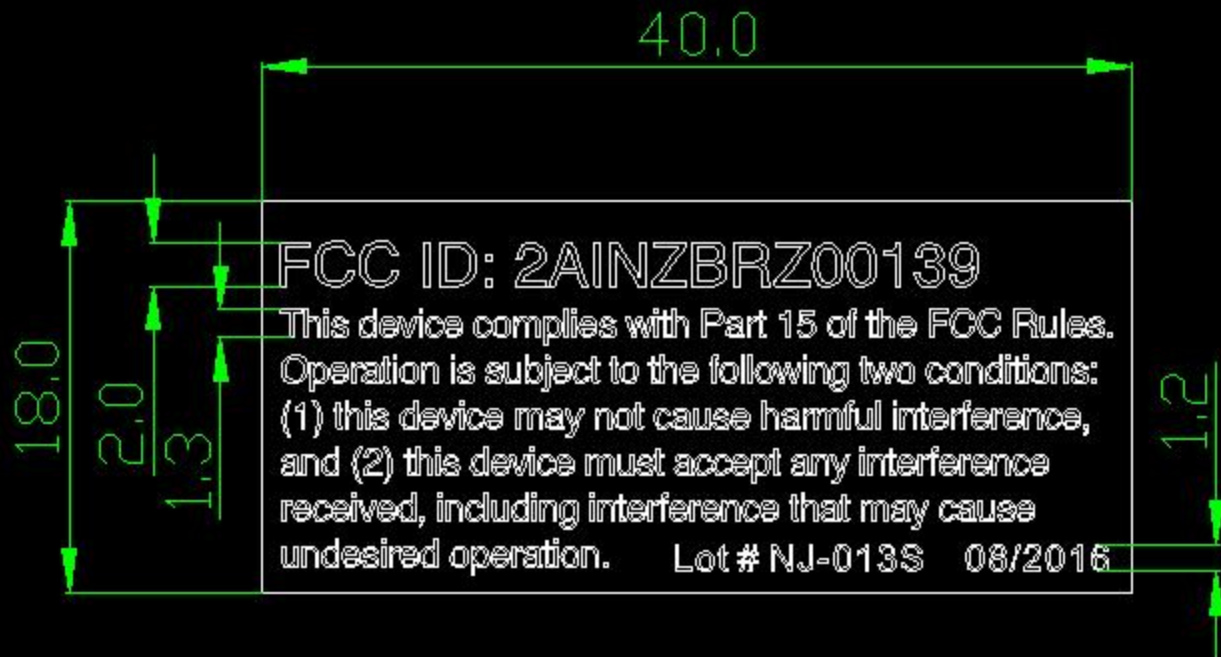 40.0
FCC ID: 2AINZBRZ00139
This device complies with Part 15 of the FCC Rules.
Operation is subject to the following two conditions:
(1) this device may not cause harmful interference,
and (2) this device must accept any interference
received, including interference that may cause
undesired operation. Lot # NJ-013S 08/2016
18.0
2.0
1.3
1.2